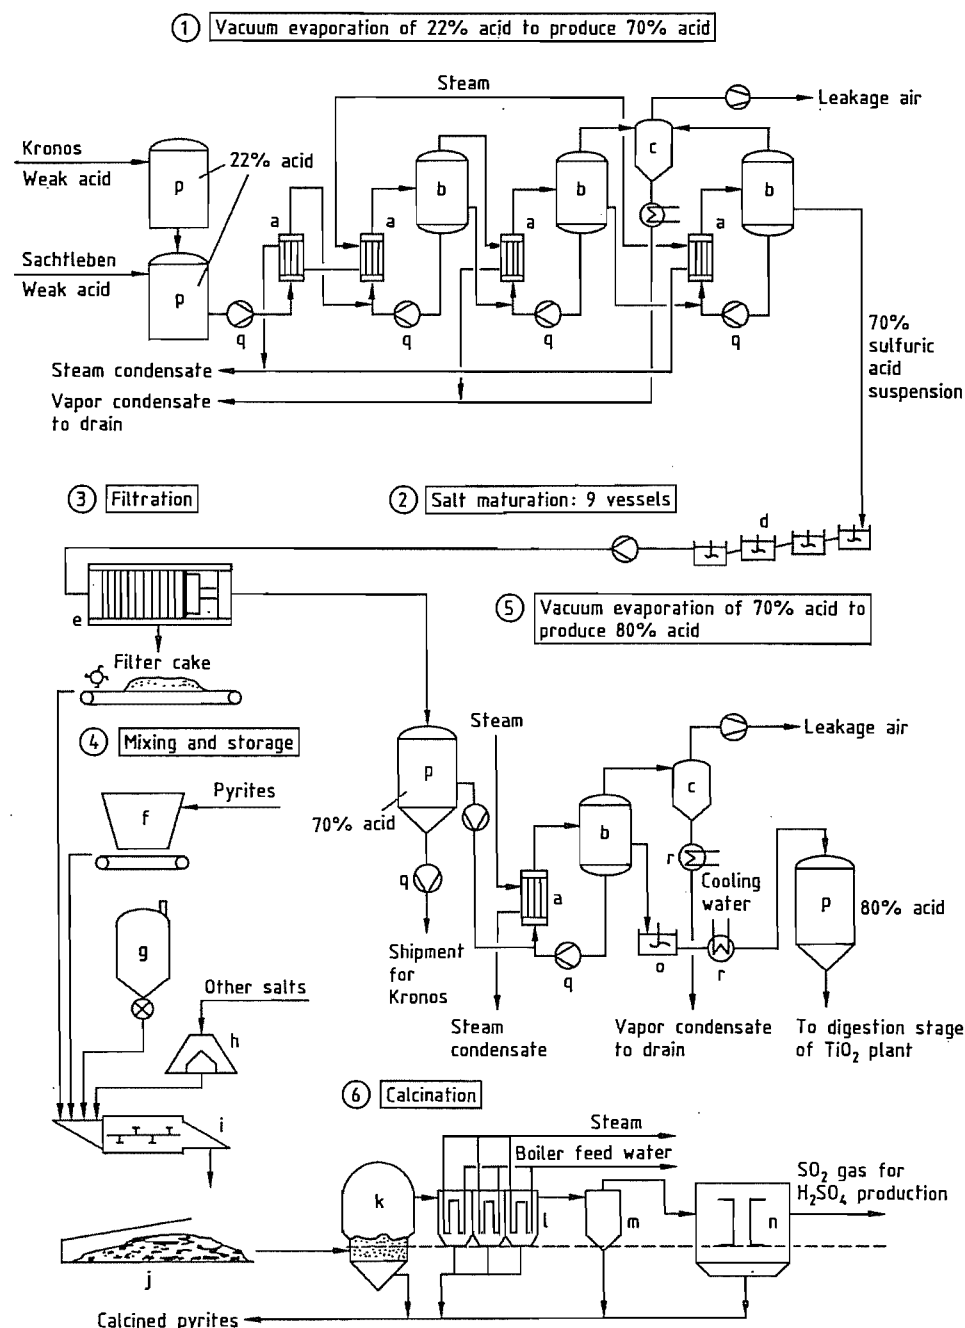 1 Vacuum evaporation of 22% acid to produce 70% acid
Steam
Leakage air
Kronos
Weak acid
22% acid
p
b
b
c
b
a
a
a
a
Sachtleben
Weak acid
p
q
q
q
q
70%
sulfuric
acid
suspension
Steam condensate
Vapor condensate
to drain
3 Filtration
2 Salt maturation: 9 vessels
d
e
5 Vacuum evaporation of 70% acid to
produce 80% acid
Filter cake
4 Mixing and storage
Steam
Leakage air
Pyrites
f
p
70% acid
c
b
r
Cooling
water
q
a
p
80% acid
g
o
r
q
Shipment
for
Kronos
Other salts
h
Steam
condensate
Vapor condensate
to drain
To digestion stage
of TiO₂ plant
6 Calcination
i
Steam
Boiler feed water
SO₂ gas for
H₂SO₄ production
k
l
m
n
j
Calcined pyrites